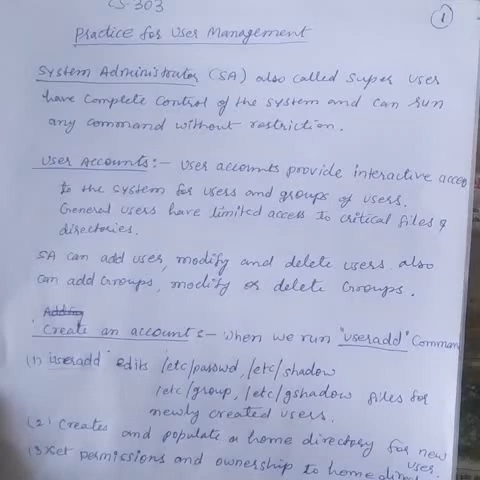 CS-303
1
Practice for User Management
System Administrator (SA) also called Super user
have complete control of the system and can run
any command without restriction.
User Accounts:- User accounts provide interactive access
to the system for users and groups of users.
General users have limited access to critical files &
directories.
SA can add user, modify and delete users also
can add Groups, modify or delete Groups.
Adding
Create an account:- When we run "useradd" Comman
(1) useradd edits /etc/passwd, /etc/shadow
/etc/group, /etc/gshadow files for
newly created users.
(2) Creates and populate a home directory for new
user.
(3) Set permissions and ownership to home direct